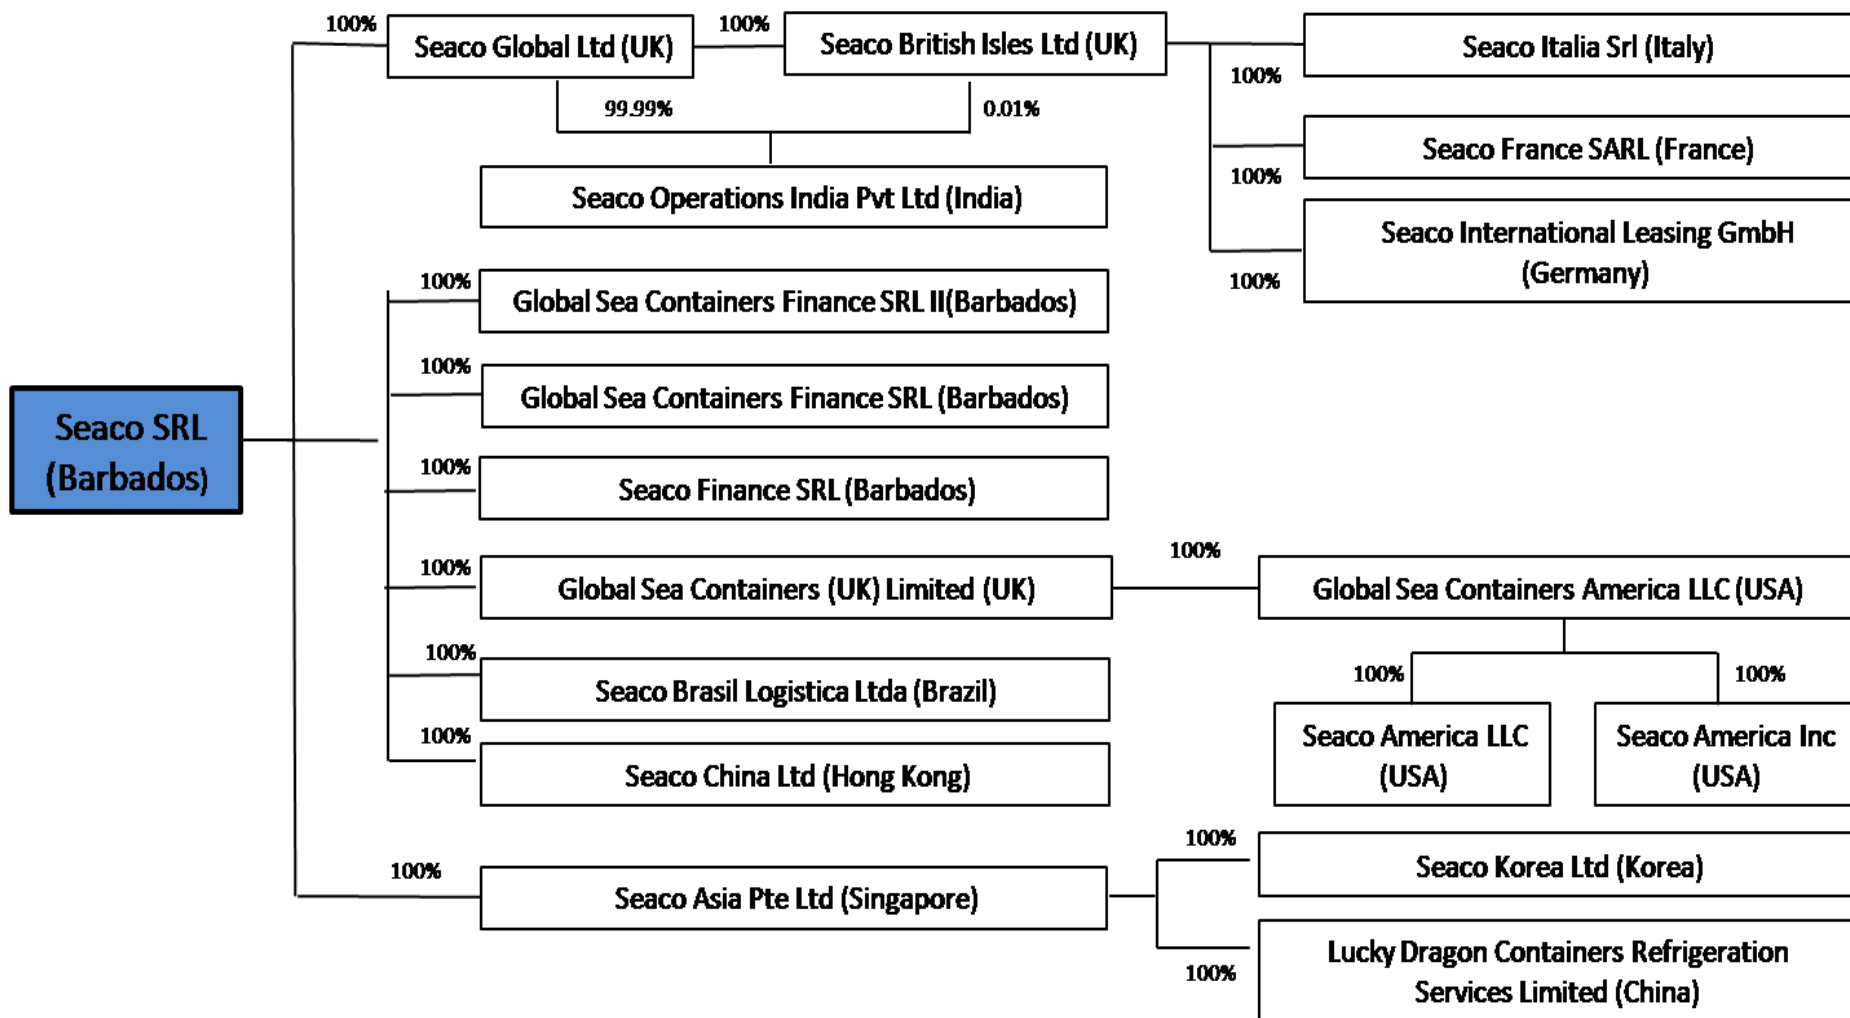 100%
Seaco Global Ltd (UK)
100%
Seaco British Isles Ltd (UK)
Seaco Italia Srl (Italy)
100%
99.99%
0.01%
Seaco France SARL (France)
100%
Seaco Operations India Pvt Ltd (India)
Seaco International Leasing GmbH
(Germany)
100%
100%
Global Sea Containers Finance SRL II(Barbados)
100%
Global Sea Containers Finance SRL (Barbados)
Seaco SRL
(Barbados)
100%
Seaco Finance SRL (Barbados)
100%
Global Sea Containers (UK) Limited (UK)
100%
Global Sea Containers America LLC (USA)
100%
Seaco Brasil Logistica Ltda (Brazil)
100%
100%
Seaco America LLC
(USA)
Seaco America Inc
(USA)
100%
Seaco China Ltd (Hong Kong)
100%
Seaco Asia Pte Ltd (Singapore)
100%
Seaco Korea Ltd (Korea)
100%
Lucky Dragon Containers Refrigeration
Services Limited (China)